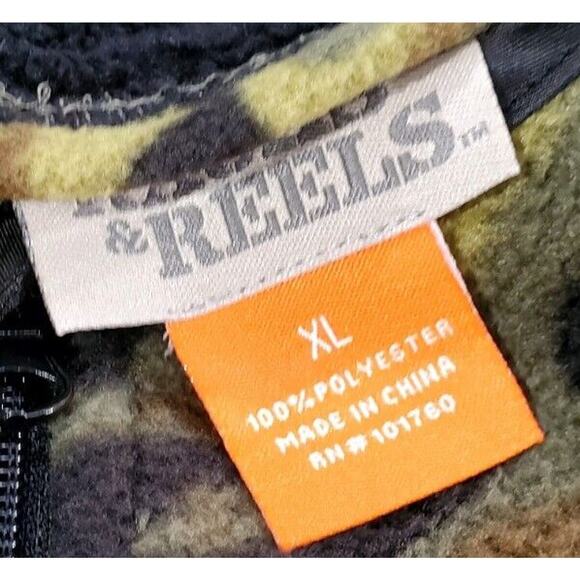 & REELS™
XL
100% POLYESTER
MADE IN CHINA
RN#101760